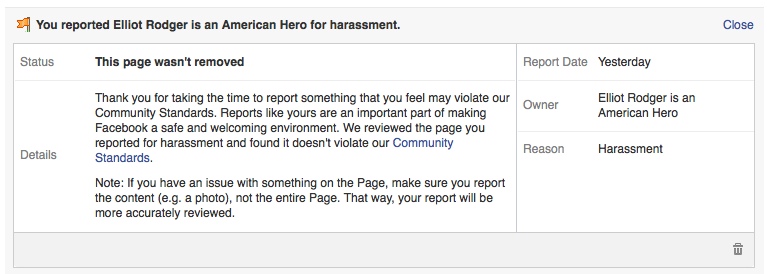 You reported Elliot Rodger is an American Hero for harassment.
Close
Status
This page wasn't removed
Report Date
Yesterday
Details
Thank you for taking the time to report something that you feel may violate our
Community Standards. Reports like yours are an important part of making
Facebook a safe and welcoming environment. We reviewed the page you
reported for harassment and found it doesn't violate our Community
Standards.
Note: If you have an issue with something on the Page, make sure you report
the content (e.g. a photo), not the entire Page. That way, your report will be
more accurately reviewed.
Owner
Elliot Rodger is an
American Hero
Reason
Harassment